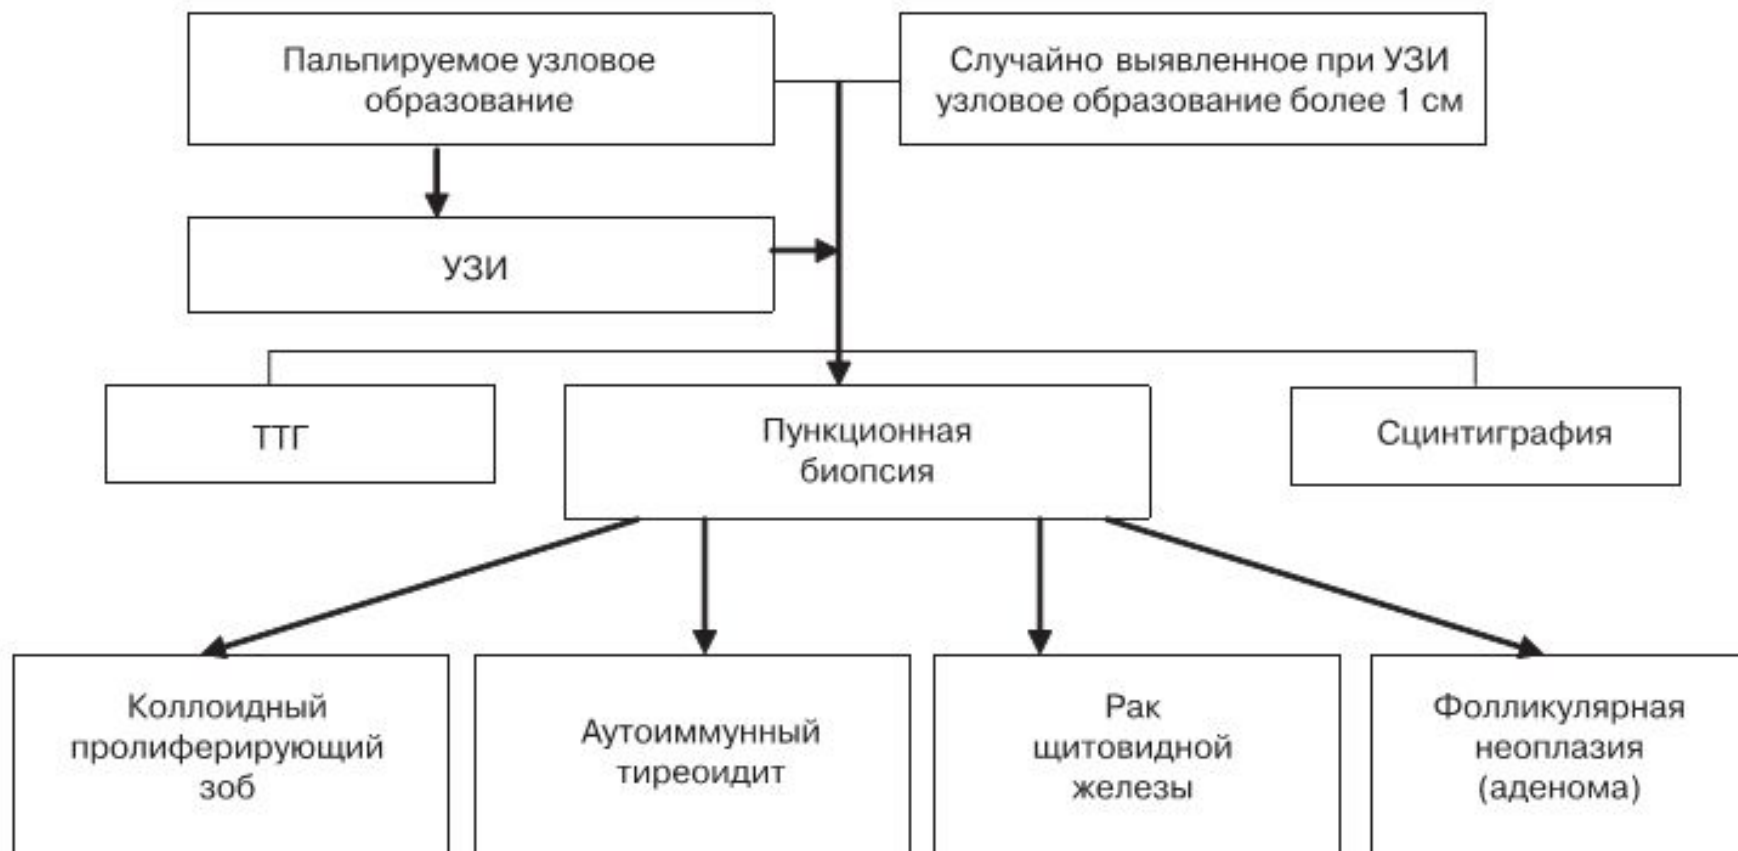 Пальпируемое узловое
образование
Случайно выявленное при УЗИ
узловое образование более 1 см
УЗИ
ТТГ
Пункционная
биопсия
Сцинтиграфия
Коллоидный
пролиферирующий
зоб
Аутоиммунный
тиреоидит
Рак
щитовидной
железы
Фолликулярная
неоплазия
(аденома)